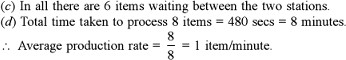 (c) In all there are 6 items waiting between the two stations.
(d) Total time taken to process 8 items = 480 secs = 8 minutes.
∴ Average production rate = 8/8 = 1 item/minute.